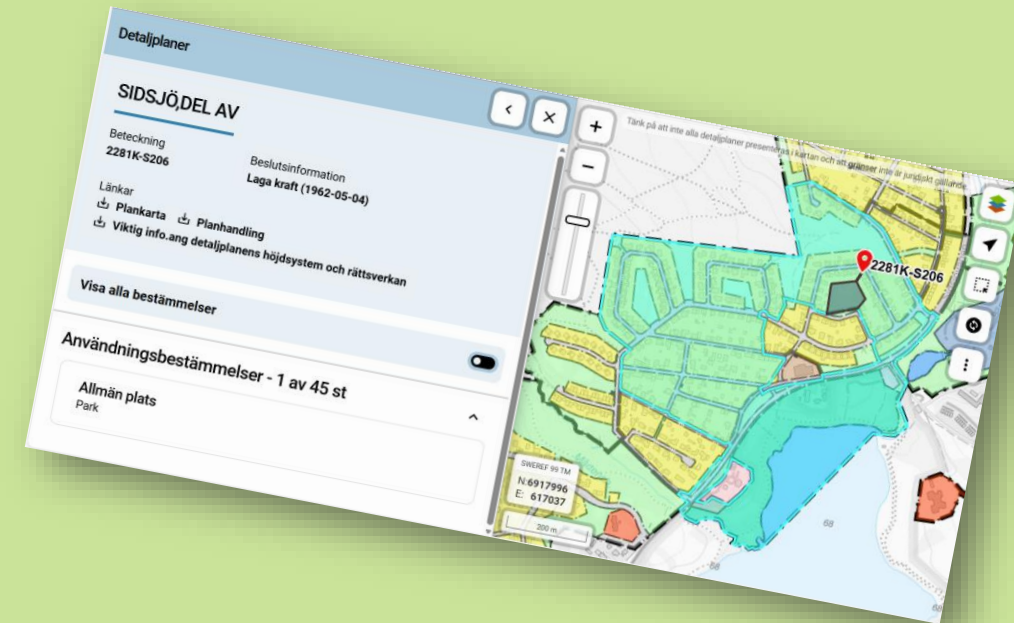 Detaljplaner
SIDSJÖ,DEL AV
Beteckning
2281K-S206
Beslutsinformation
Laga kraft (1962-05-04)
Länkar
Plankarta Planhandling
Viktig info.ang detaljplanens höjdsystem och rättsverkan
Visa alla bestämmelser
Användningsbestämmelser - 1 av 45 st
Allmän plats
Park
Tänk på att inte alla detaljplaner presenteras i kartan och att gränser inte är juridiskt gällande
2281K-S206
SWEREF 99 TM
N:6917996
E: 617037
200 m
68
68
68